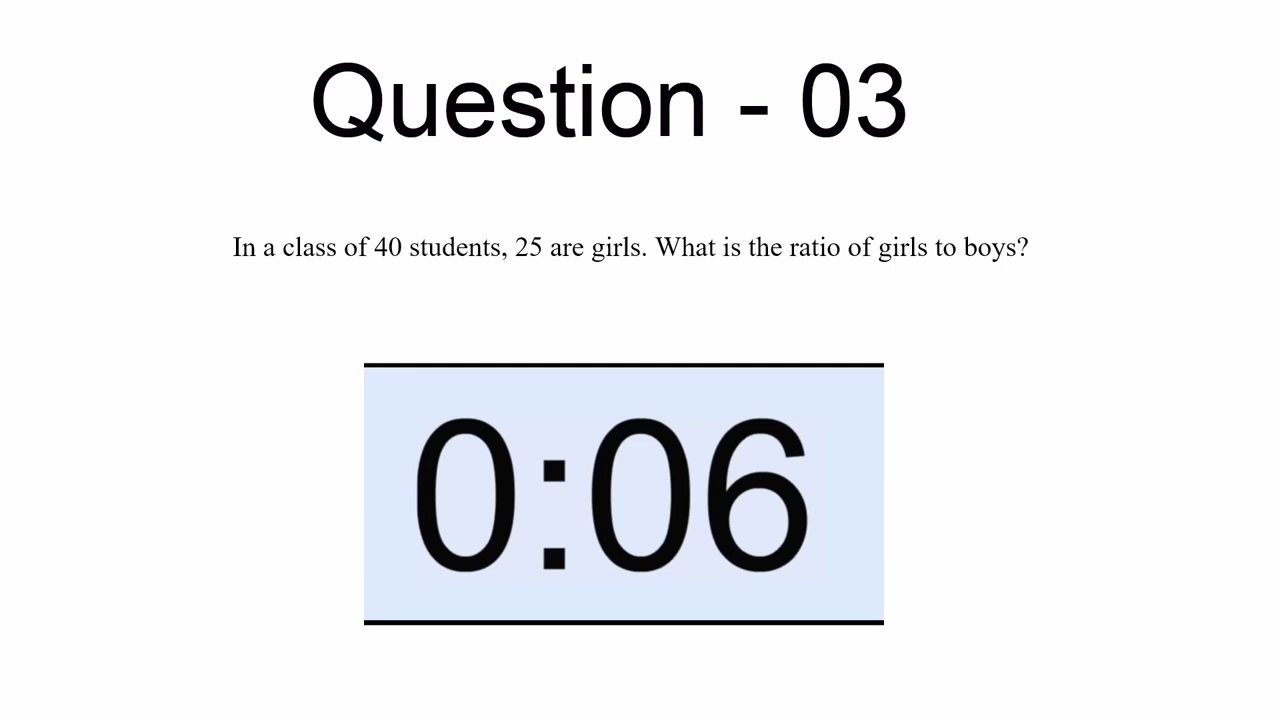 Question - 03
In a class of 40 students, 25 are girls. What is the ratio of girls to boys?
0:06